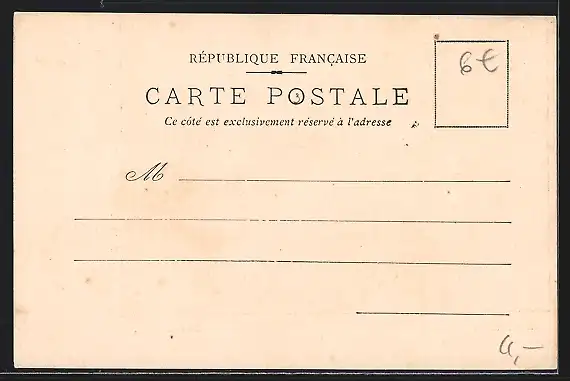 RÉPUBLIQUE FRANÇAISE
6€
CARTE POSTALE
Ce côté est exclusivement réservé à l'adresse
M
4,-